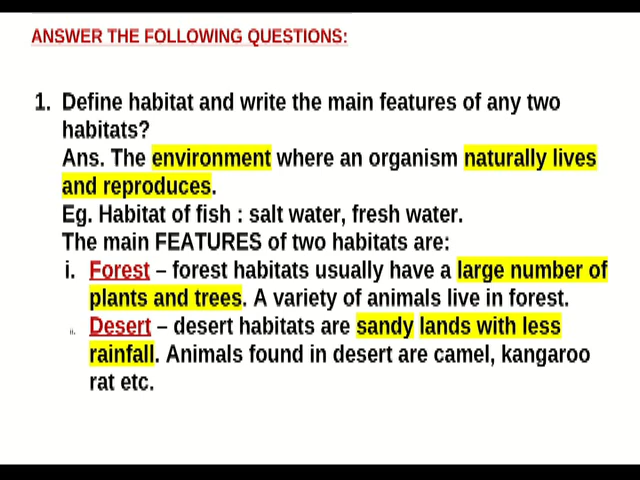 ANSWER THE FOLLOWING QUESTIONS:
1. Define habitat and write the main features of any two
habitats?
Ans. The environment where an organism naturally lives
and reproduces.
Eg. Habitat of fish : salt water, fresh water.
The main FEATURES of two habitats are:
i. Forest – forest habitats usually have a large number of
plants and trees. A variety of animals live in forest.
ii. Desert – desert habitats are sandy lands with less
rainfall. Animals found in desert are camel, kangaroo
rat etc.